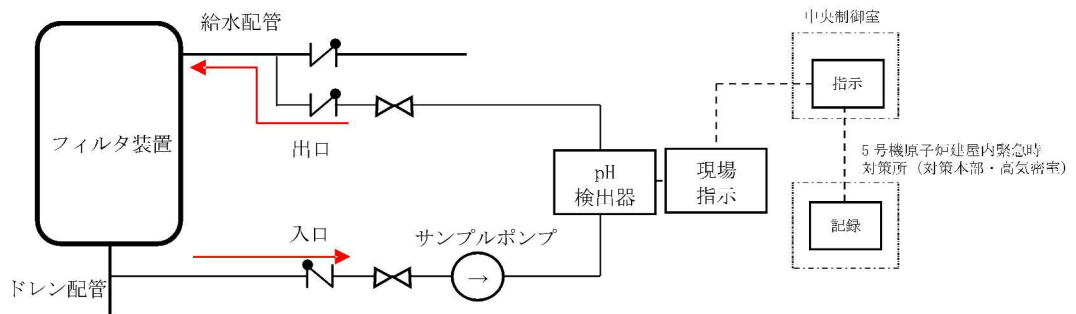 中央制御室
給水配管
指示
フィルタ装置
出口
5号機原子炉建屋内緊急時
対策所（対策本部・高気密室）
pH
検出器
現場
指示
記録
入口
サンプルポンプ
→
ドレン配管